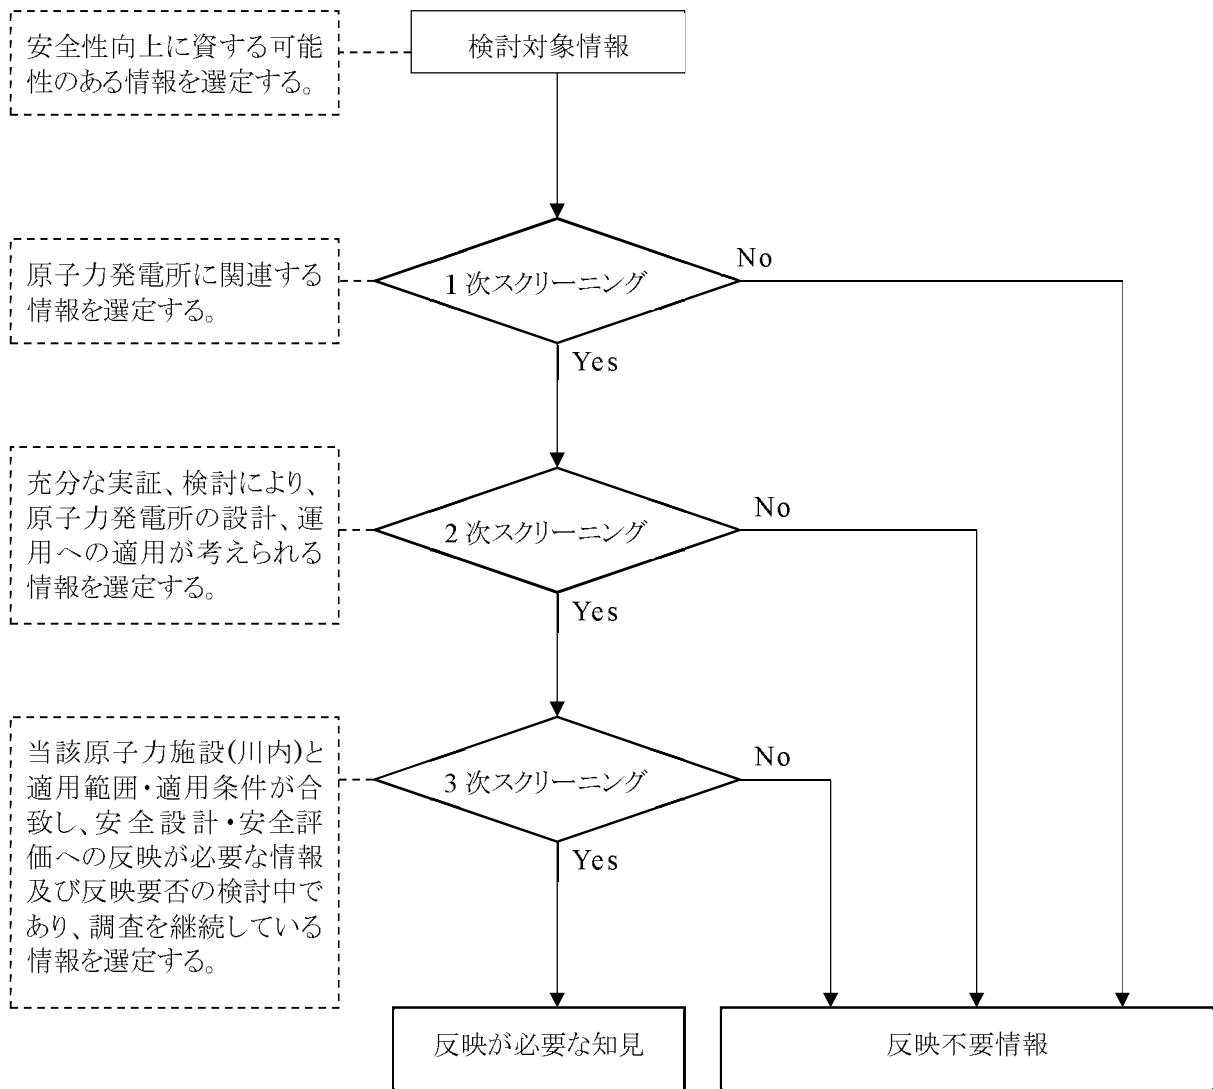 安全性向上に資する可能
性のある情報を選定する。
検討対象情報
原子力発電所に関連する
情報を選定する。
1 次スクリーニング
No
Yes
充分な実証、検討により、
原子力発電所の設計、運
用への適用が考えられる
情報を選定する。
2 次スクリーニング
No
Yes
当該原子力施設(川内)と
適用範囲・適用条件が合
致し、安全設計・安全評
価への反映が必要な情報
及び反映要否の検討中で
あり、調査を継続している
情報を選定する。
3 次スクリーニング
No
Yes
反映が必要な知見
反映不要情報